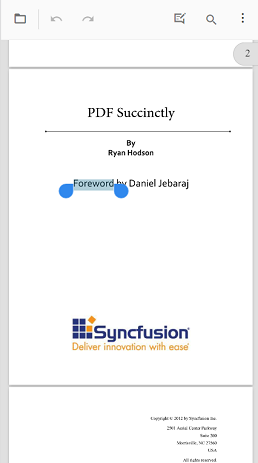 2
PDF Succinctly
By
Ryan Hodson
Foreword by Daniel Jebaraj
Syncfusion
Deliver innovation with ease
Copyright © 2012 by Syncfusion Inc.
2501 Aerial Center Parkway
Suite 200
Morrisville, NC 27560
USA
All rights reserved.